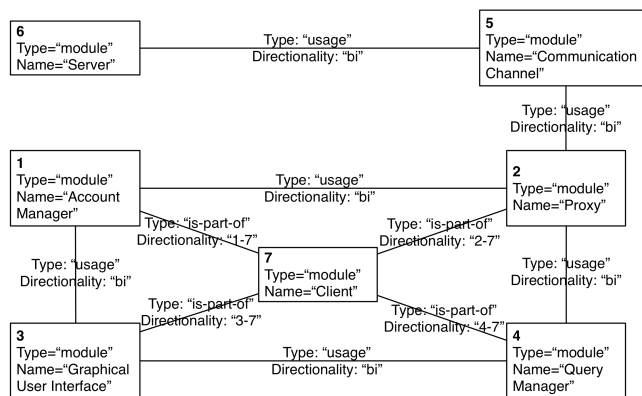 6
Type=“module”
Name=“Server”
Type: “usage”
Directionality: “bi”
5
Type=“module”
Name=“Communication
Channel”
Type: “usage”
Directionality: “bi”
1
Type=“module”
Name=“Account
Manager”
Type: “usage”
Directionality: “bi”
2
Type=“module”
Name=“Proxy”
Type: “is-part-of”
Directionality: “1-7”
Type: “is-part-of”
Directionality: “2-7”
7
Type=“module”
Name=“Client”
Type: “usage”
Directionality: “bi”
Type: “usage”
Directionality: “bi”
Type: “is-part-of”
Directionality: “3-7”
Type: “is-part-of”
Directionality: “4-7”
3
Type=“module”
Name=“Graphical
User Interface”
Type: “usage”
Directionality: “bi”
4
Type=“module”
Name=“Query
Manager”